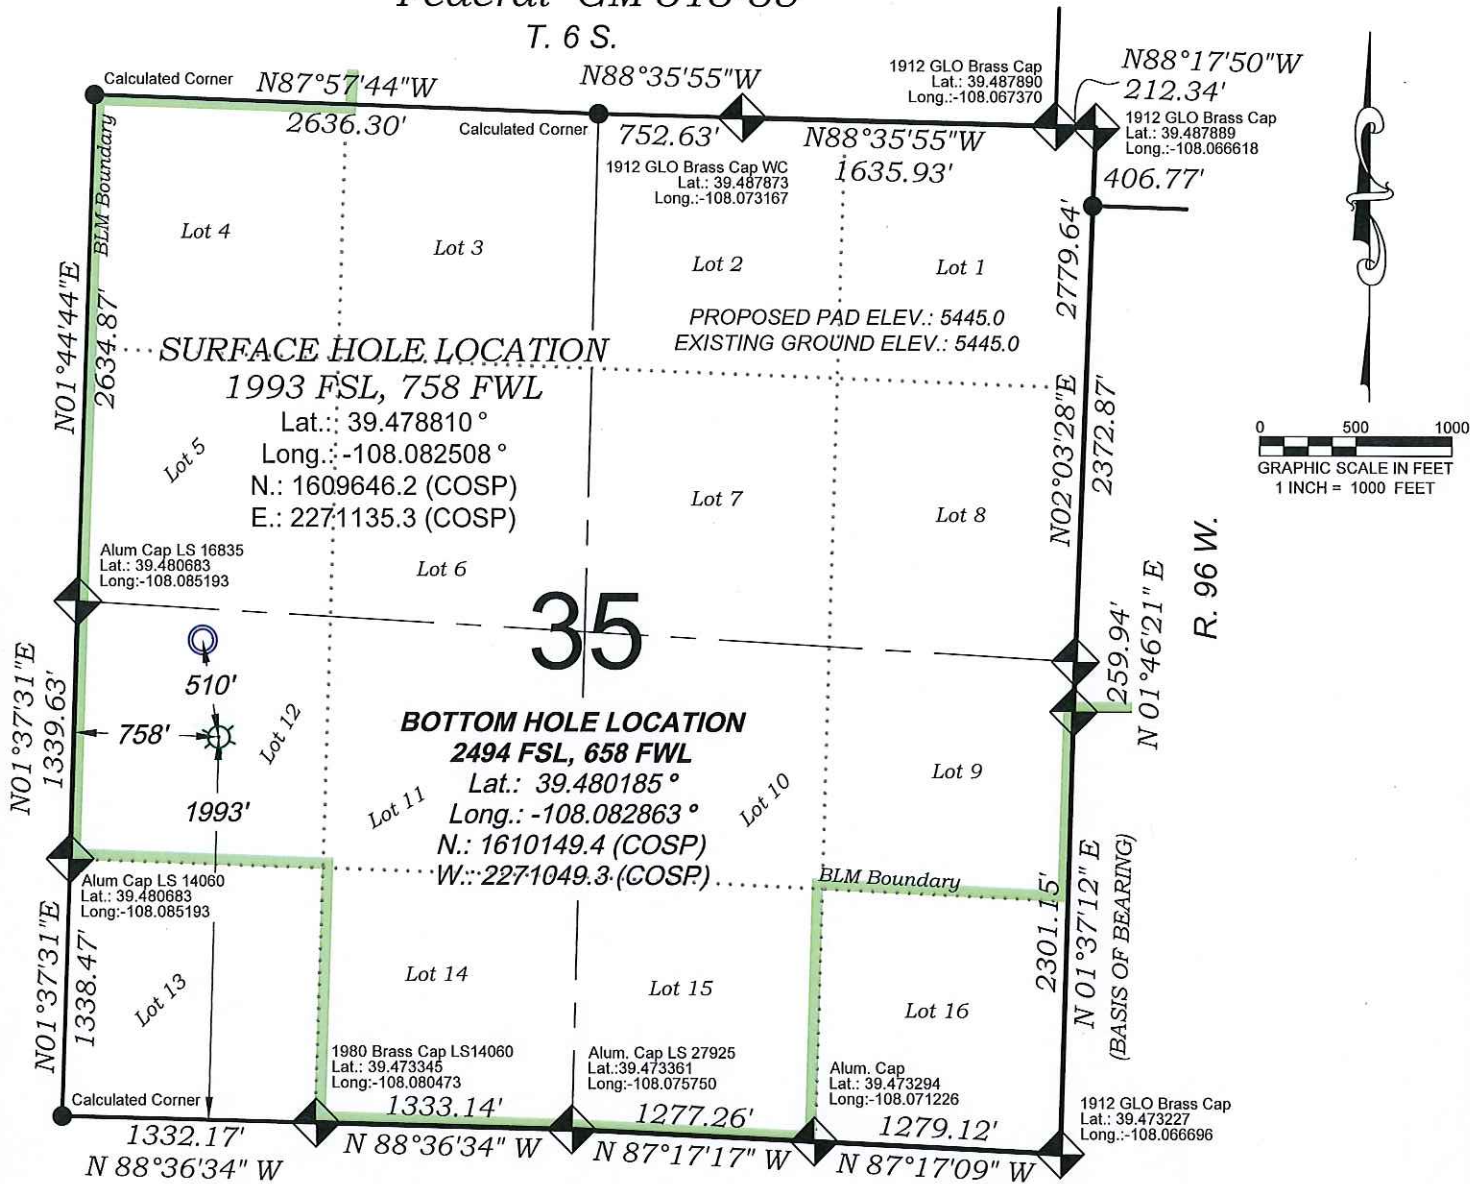 Federal GM 518-35
T. 6 S.
Calculated Corner
N87°57'44"W
2636.30'
Calculated Corner
N88°35'55"W
752.63'
1912 GLO Brass Cap WC
Lat.: 39.487873
Long.:-108.073167
1912 GLO Brass Cap
Lat.: 39.487890
Long.:-108.067370
N88°35'55"W
1635.93'
N88°17'50"W
212.34'
1912 GLO Brass Cap
Lat.: 39.487889
Long.:-108.066618
406.77'
BLM Boundary
Lot 4
Lot 3
Lot 2
Lot 1
2779.64'
PROPOSED PAD ELEV.: 5445.0
EXISTING GROUND ELEV.: 5445.0
N01°44'44"E
2634.87'
SURFACE HOLE LOCATION
1993 FSL, 758 FWL
Lat.: 39.478810°
Long.: -108.082508°
N.: 1609646.2 (COSP)
E.: 2271135.3 (COSP)
N02°03'28"E
2372.87'
0 500 1000
GRAPHIC SCALE IN FEET
1 INCH = 1000 FEET
Lot 5
Lot 6
Lot 7
Lot 8
R. 96 W.
Alum Cap LS 16835
Lat.: 39.480683
Long:-108.085193
35
259.94'
N 01°46'21" E
N01°37'31"E
1339.63'
510'
758'
1993'
Lot 12
BOTTOM HOLE LOCATION
2494 FSL, 658 FWL
Lat.: 39.480185°
Long.: -108.082863°
N.: 1610149.4 (COSP)
W.: 2271049.3 (COSP)
Lot 11
Lot 10
Lot 9
BLM Boundary
2301.15'
N 01°37'12" E
(BASIS OF BEARING)
Alum Cap LS 14060
Lat.: 39.480683
Long:-108.085193
N01°37'31"E
1338.47'
Lot 13
Lot 14
Lot 15
Lot 16
1980 Brass Cap LS14060
Lat.: 39.473345
Long:-108.080473
Alum. Cap LS 27925
Lat.:39.473361
Long:-108.075750
Alum. Cap
Lat.: 39.473294
Long:-108.071226
1912 GLO Brass Cap
Lat.: 39.473227
Long.:-108.066696
Calculated Corner
1332.17'
N 88°36'34" W
1333.14'
N 88°36'34" W
1277.26'
N 87°17'17" W
1279.12'
N 87°17'09" W